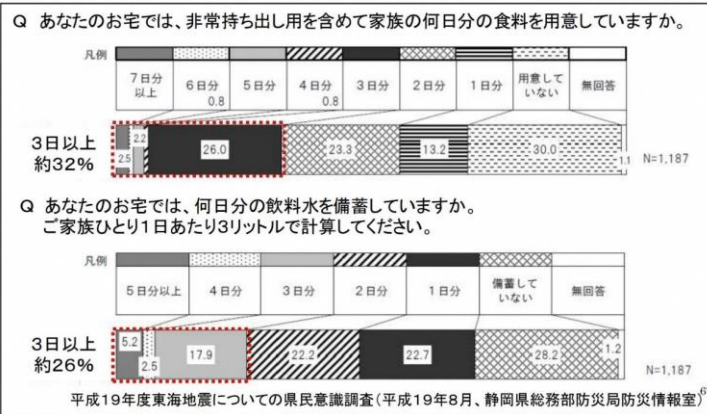 Q あなたのお宅では、非常持ち出し用を含めて家族の何日分の食料を用意していますか。
凡例
7日分以上 6日分 5日分 4日分 3日分 2日分 1日分 用意していない 無回答
0.8 0.8
3日以上
約32%
2.5 2.2 26.0 23.3 13.2 30.0 1.1 N=1,187
Q あなたのお宅では、何日分の飲料水を備蓄していますか。
ご家族ひとり1日あたり3リットルで計算してください。
凡例
5日分以上 4日分 3日分 2日分 1日分 備蓄していない 無回答
3日以上
約26%
5.2 2.5 17.9 22.2 22.7 28.2 1.2 N=1,187
平成19年度東海地震についての県民意識調査(平成19年8月、静岡県総務部防災局防災情報室)
6